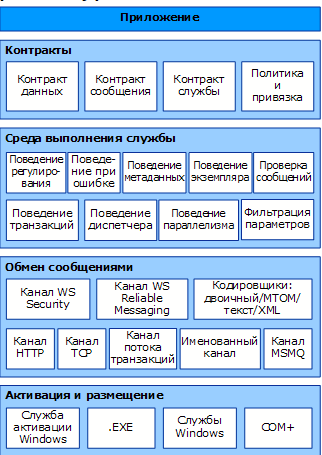 Приложение
Контракты
Контракт
данных
Контракт
сообщения
Контракт
службы
Политика
и
привязка
Среда выполнения службы
Поведение
регулиро-
вания
Поведе-
ние при
ошибке
Поведение
метаданных
Поведение
экземпляра
Проверка
сообщений
Поведение
транзакций
Поведение
диспетчера
Поведение
параллелизма
Фильтрация
параметров
Обмен сообщениями
Канал WS
Security
Канал WS
Reliable
Messaging
Кодировщики:
двоичный/MTOM/
текст/XML
Канал
HTTP
Канал
TCP
Канал
потока
транзакций
Именованный
канал
Канал
MSMQ
Активация и размещение
Служба
активации
Windows
.EXE
Службы
Windows
COM+